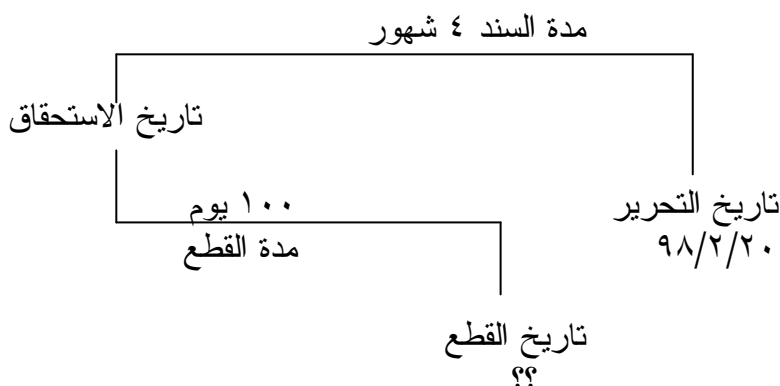 مدة السند ٤ شهور
تاريخ الاستحقاق
تاريخ التحرير
٩٨/٢/٢٠
١٠٠ يوم
مدة القطع
تاريخ القطع
؟؟